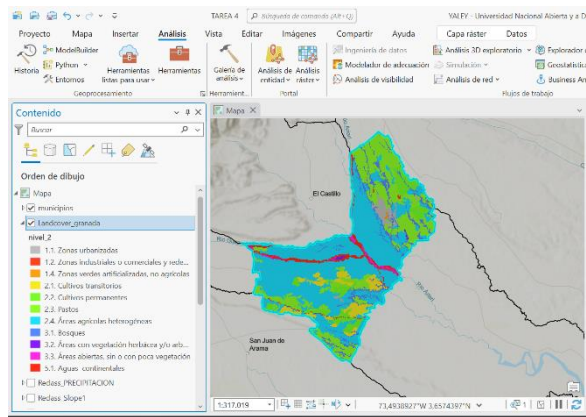 TAREA 4
Búsqueda de comando (Alt+Q)
YALEY - Universidad Nacional Abierta y a D
Proyecto Mapa Insertar Análisis Vista Editar Imágenes Compartir Ayuda Capa ráster Datos
Historia
ModelBuilder
Python
Entornos
Herramientas listas para usar
Herramientas
Galería de análisis
Análisis de entidad
Análisis ráster
Ingeniería de datos
Modelador de adecuación
Análisis de visibilidad
Análisis 3D exploratorio
Simulación
Análisis de red
Explorador
Geostatistic
Business An
Geoprocesamiento
Herramient...
Portal
Flujos de trabajo
Contenido
Mapa
Buscar
Orden de dibujo
Mapa
municipios
Landcover_granada
nivel_2
1.1. Zonas urbanizadas
1.2. Zonas industriales o comerciales y rede...
1.4. Zonas verdes artificializadas, no agrícolas
2.1. Cultivos transitorios
2.2. Cultivos permanentes
2.3. Pastos
2.4. Áreas agrícolas heterogéneas
3.1. Bosques
3.2. Áreas con vegetación herbácea y/o arb...
3.3. Áreas abiertas, sin o con poca vegetación
5.1. Aguas continentales
Reclass_PRECIPITACION
Reclass_Slope1
El Castillo
San Juan de Arama
Río Ariari
1:317.019
73,4938927°W 3,6574397°N
1